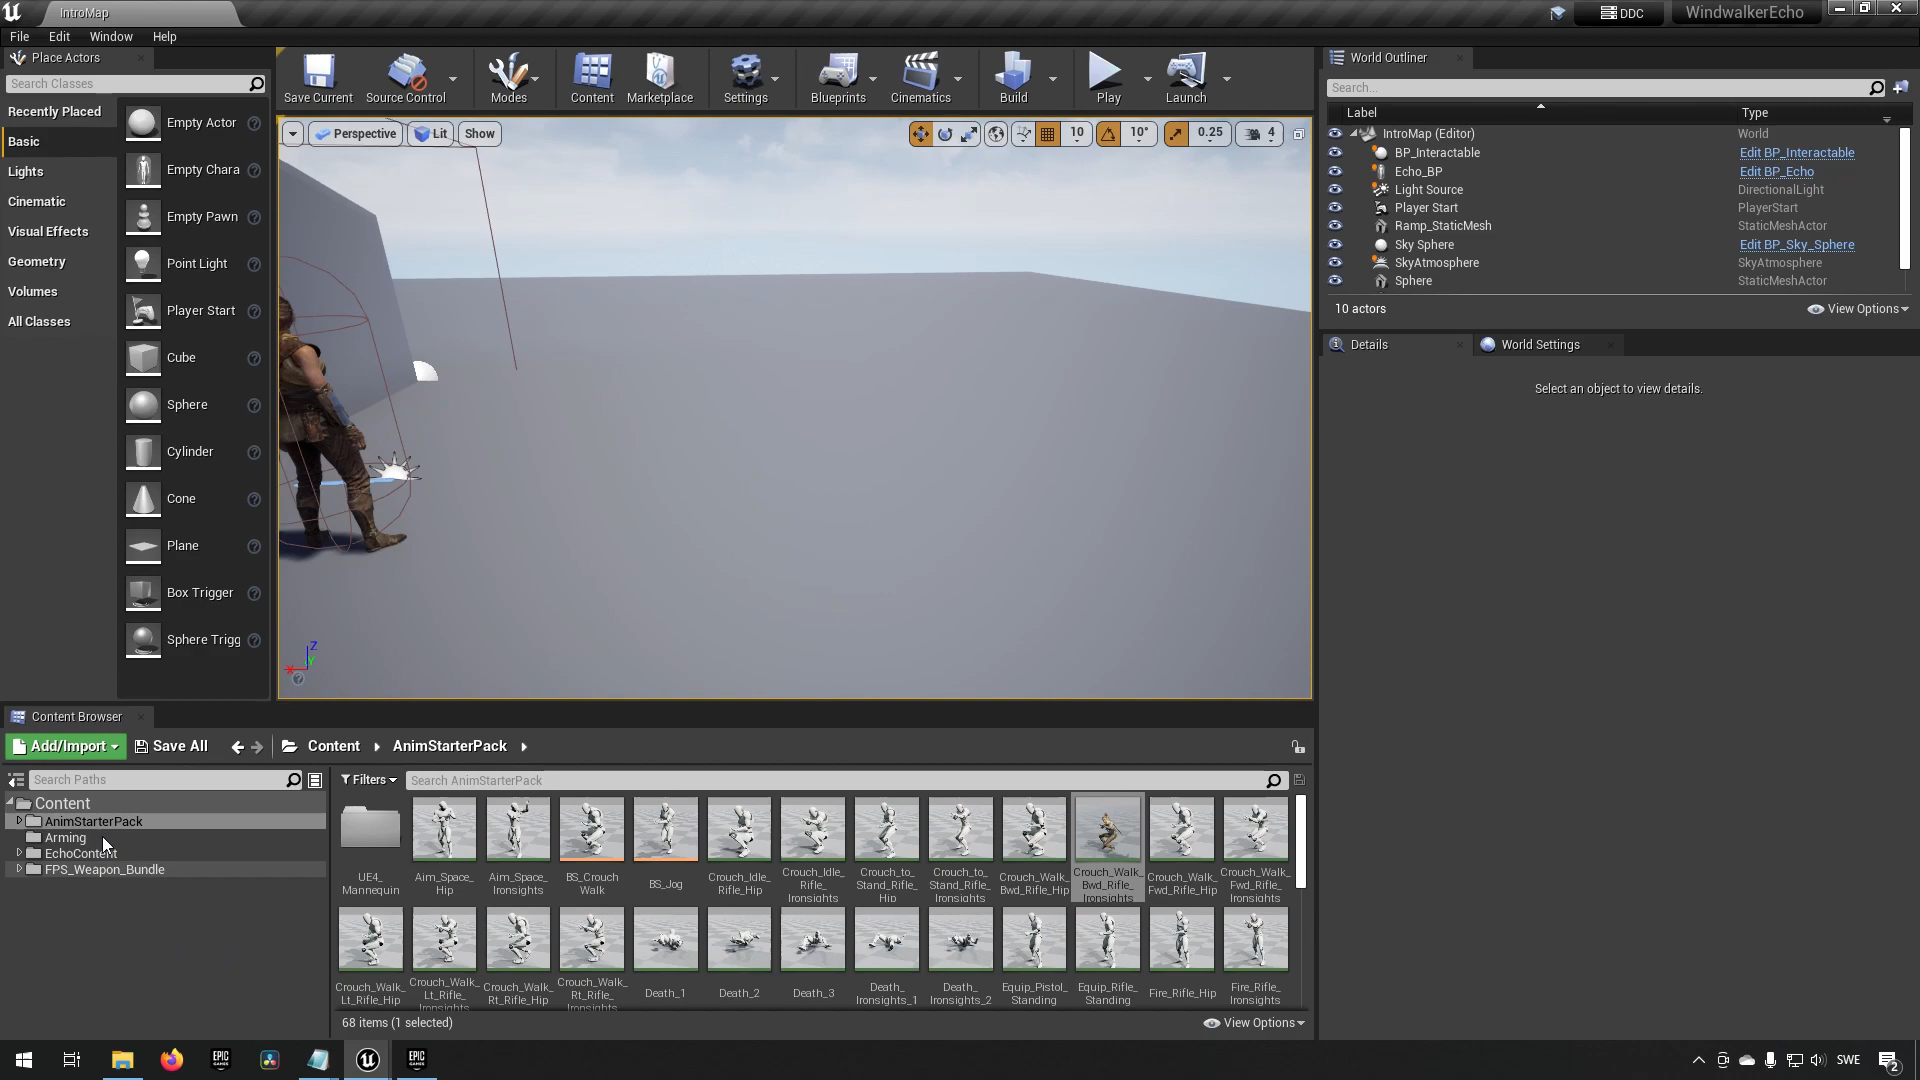 IntroMap
DDC
WindwalkerEcho
File Edit Window Help
Place Actors
Search Classes
Recently Placed
Basic
Lights
Cinematic
Visual Effects
Geometry
Volumes
All Classes
Empty Actor
Empty Chara
Empty Pawn
Point Light
Player Start
Cube
Sphere
Cylinder
Cone
Plane
Box Trigger
Sphere Trigg
Save Current
Source Control
Modes
Content
Marketplace
Settings
Blueprints
Cinematics
Build
Play
Launch
Perspective Lit Show
10 10° 0.25 4
Z
Y
X
World Outliner
Search...
Label Type
IntroMap (Editor) World
BP_Interactable Edit BP_Interactable
Echo_BP Edit BP_Echo
Light Source DirectionalLight
Player Start PlayerStart
Ramp_StaticMesh StaticMeshActor
Sky Sphere Edit BP_Sky_Sphere
SkyAtmosphere SkyAtmosphere
Sphere StaticMeshActor
10 actors View Options
Details World Settings
Select an object to view details.
Content Browser
Add/Import Save All Content AnimStarterPack
Search Paths
Content
AnimStarterPack
Arming
EchoContent
FPS_Weapon_Bundle
Filters Search AnimStarterPack
UE4_
Mannequin
Aim_Space_
Hip
Aim_Space_
Ironsights
BS_Crouch
Walk
BS_Jog
Crouch_Idle_
Rifle_Hip
Crouch_Idle_
Rifle_
Ironsights
Crouch_to_
Stand_Rifle_
Hip
Crouch_to_
Stand_Rifle_
Ironsights
Crouch_Walk_
Bwd_Rifle_Hip
Crouch_Walk_
Bwd_Rifle_
Ironsights
Crouch_Walk_
Fwd_Rifle_Hip
Crouch_Walk_
Fwd_Rifle_
Ironsights
Crouch_Walk_
Lt_Rifle_Hip
Crouch_Walk_
Lt_Rifle_
Ironsights
Crouch_Walk_
Rt_Rifle_Hip
Crouch_Walk_
Rt_Rifle_
Ironsights
Death_1
Death_2
Death_3
Death_
Ironsights_1
Death_
Ironsights_2
Equip_Pistol_
Standing
Equip_Rifle_
Standing
Fire_Rifle_Hip
Fire_Rifle_
Ironsights
68 items (1 selected) View Options
EPIC
GAMES
EPIC
GAMES
SWE
2